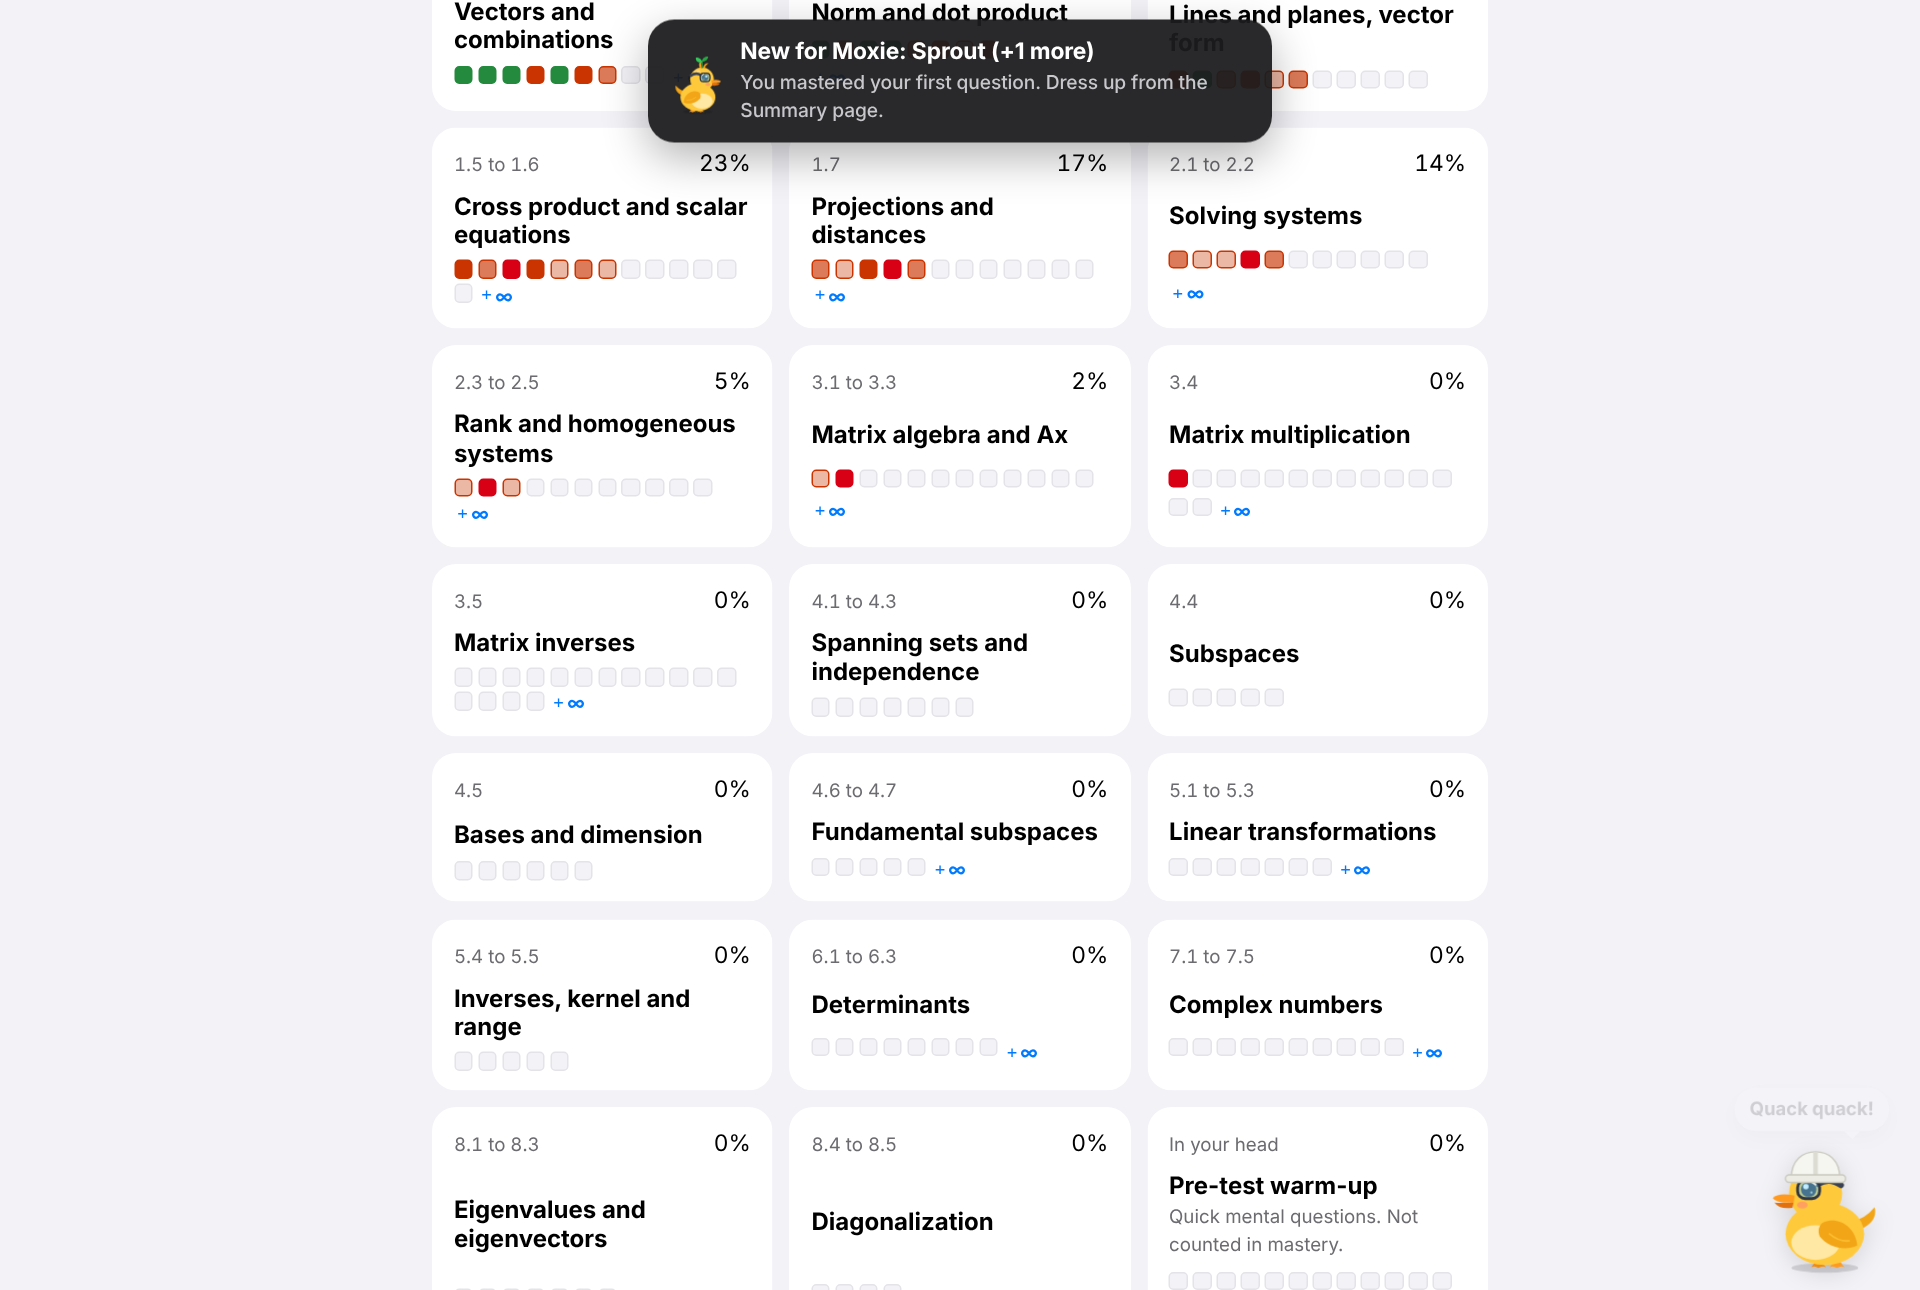 Vectors and
combinations
Norm and dot product
Lines and planes, vector
form
New for Moxie: Sprout (+1 more)
You mastered your first question. Dress up from the
Summary page.
1.5 to 1.6
23%
Cross product and scalar
equations
+ ∞
1.7
17%
Projections and
distances
+ ∞
2.1 to 2.2
14%
Solving systems
+ ∞
2.3 to 2.5
5%
Rank and homogeneous
systems
+ ∞
3.1 to 3.3
2%
Matrix algebra and Ax
+ ∞
3.4
0%
Matrix multiplication
+ ∞
3.5
0%
Matrix inverses
+ ∞
4.1 to 4.3
0%
Spanning sets and
independence
4.4
0%
Subspaces
4.5
0%
Bases and dimension
4.6 to 4.7
0%
Fundamental subspaces
+ ∞
5.1 to 5.3
0%
Linear transformations
+ ∞
5.4 to 5.5
0%
Inverses, kernel and
range
6.1 to 6.3
0%
Determinants
+ ∞
7.1 to 7.5
0%
Complex numbers
+ ∞
8.1 to 8.3
0%
Eigenvalues and
eigenvectors
8.4 to 8.5
0%
Diagonalization
In your head
0%
Pre-test warm-up
Quick mental questions. Not
counted in mastery.
Quack quack!